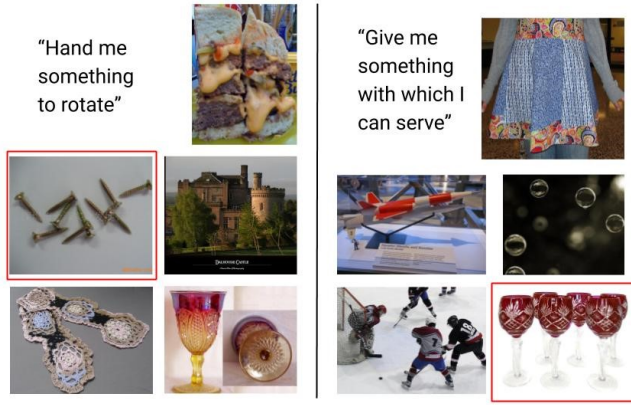 “Hand me
something
to rotate”
“Give me
something
with which I
can serve”